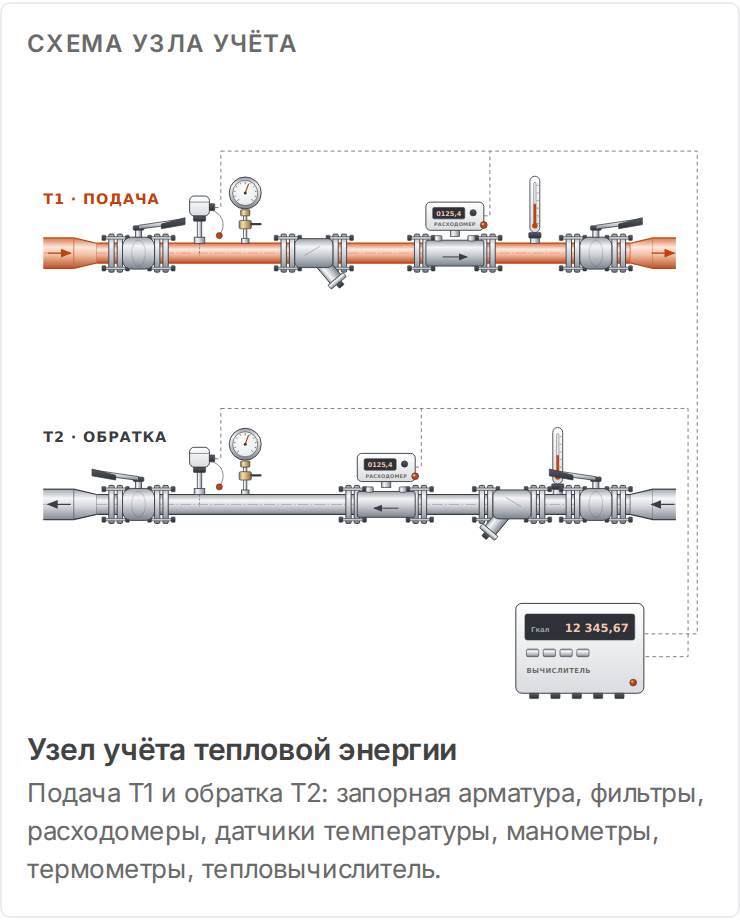 СХЕМА УЗЛА УЧЁТА
Т1 · ПОДАЧА
0125,4
РАСХОДОМЕР
Т2 · ОБРАТКА
0125,4
РАСХОДОМЕР
Гкал 12 345,67
ВЫЧИСЛИТЕЛЬ
Узел учёта тепловой энергии
Подача Т1 и обратка Т2: запорная арматура, фильтры,
расходомеры, датчики температуры, манометры,
термометры, тепловычислитель.